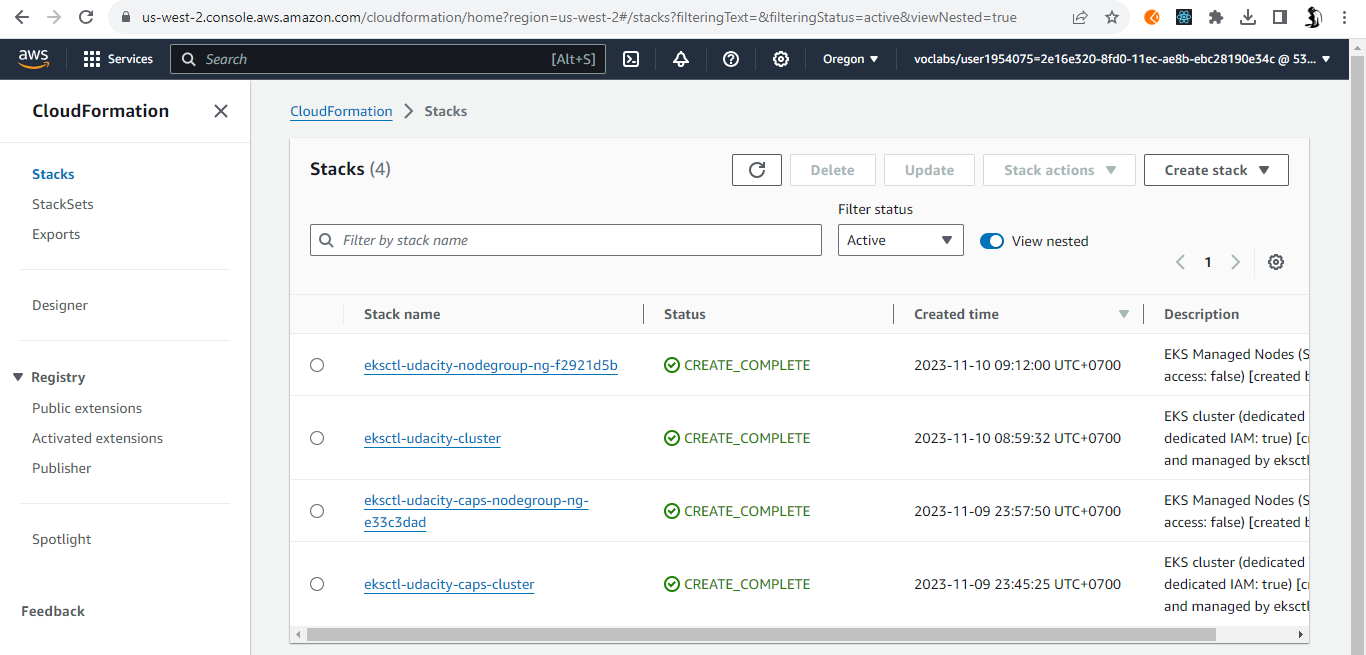 us-west-2.console.aws.amazon.com/cloudformation/home?region=us-west-2#/stacks?filteringText=&filteringStatus=active&viewNested=true
aws
Services
Search
[Alt+S]
Oregon
voclabs/user1954075=2e16e320-8fd0-11ec-ae8b-ebc28190e34c @ 53...
CloudFormation
Stacks
StackSets
Exports
Designer
Registry
Public extensions
Activated extensions
Publisher
Spotlight
Feedback
CloudFormation
Stacks
Stacks (4)
Delete
Update
Stack actions
Create stack
Filter by stack name
Filter status
Active
View nested
1
Stack name
Status
Created time
Description
eksctl-udacity-nodegroup-ng-f2921d5b
CREATE_COMPLETE
2023-11-10 09:12:00 UTC+0700
EKS Managed Nodes (S
access: false) [created b
eksctl-udacity-cluster
CREATE_COMPLETE
2023-11-10 08:59:32 UTC+0700
EKS cluster (dedicated
dedicated IAM: true) [c
and managed by eksctl
eksctl-udacity-caps-nodegroup-ng-
e33c3dad
CREATE_COMPLETE
2023-11-09 23:57:50 UTC+0700
EKS Managed Nodes (S
access: false) [created b
eksctl-udacity-caps-cluster
CREATE_COMPLETE
2023-11-09 23:45:25 UTC+0700
EKS cluster (dedicated
dedicated IAM: true) [c
and managed by eksctl